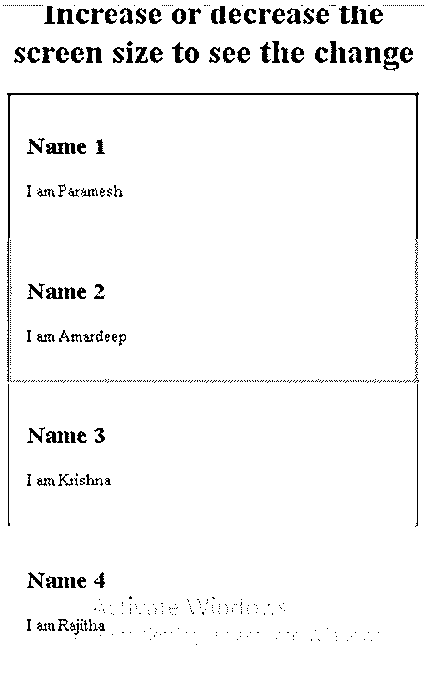 Increase or decrease the
screen size to see the change
Name 1
I am Paramesh
Name 2
I am Amardeep
Name 3
I am Krishna
Name 4
Activate Windows
I am Rajitha